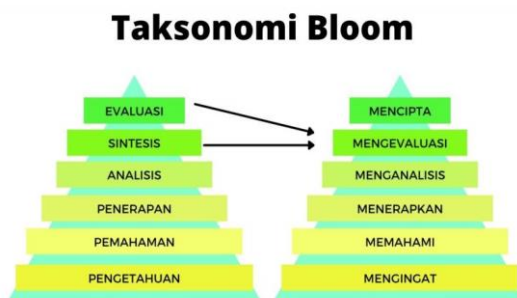 Taksonomi Bloom
EVALUASI
SINTESIS
ANALISIS
PENERAPAN
PEMAHAMAN
PENGETAHUAN
MENCIPTA
MENGEVALUASI
MENGANALISIS
MENERAPKAN
MEMAHAMI
MENGINGAT